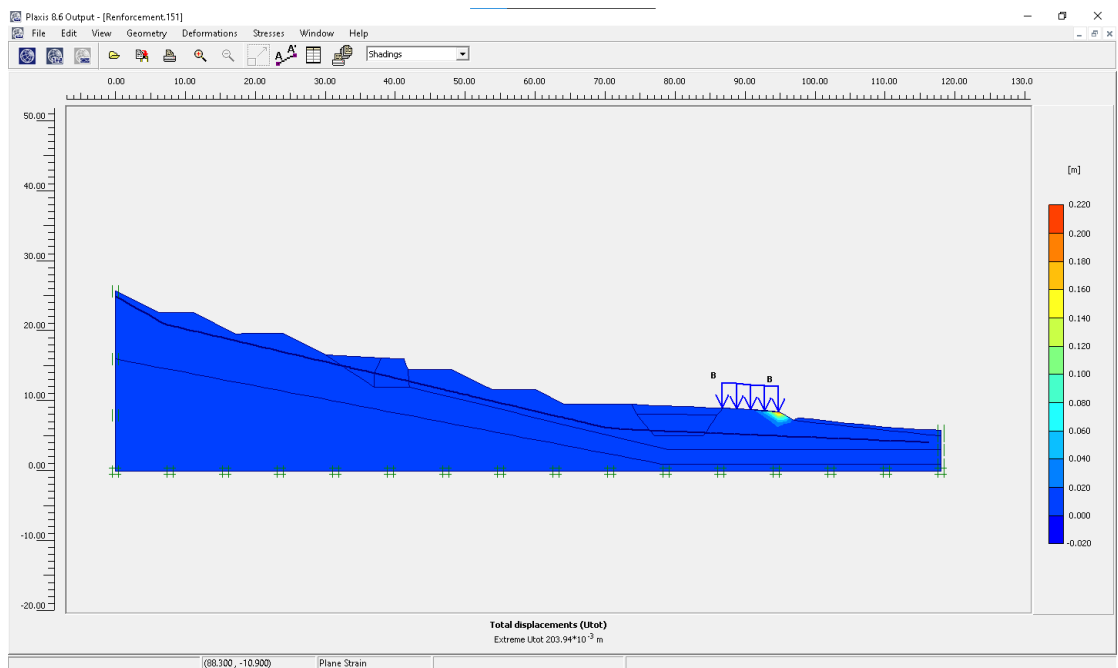 Plaxis 8.6 Output - [Renforcement.151]
File Edit View Geometry Deformations Stresses Window Help
A A' Shadings
0.00 10.00 20.00 30.00 40.00 50.00 60.00 70.00 80.00 90.00 100.00 110.00 120.00 130.0
50.00
40.00
30.00
20.00
10.00
0.00
-10.00
-20.00
B B
[m]
0.220
0.200
0.180
0.160
0.140
0.120
0.100
0.080
0.060
0.040
0.020
0.000
-0.020
Total displacements (Utot)
Extreme Utot 203.94*10-3 m
(88.300 , -10.900) Plane Strain